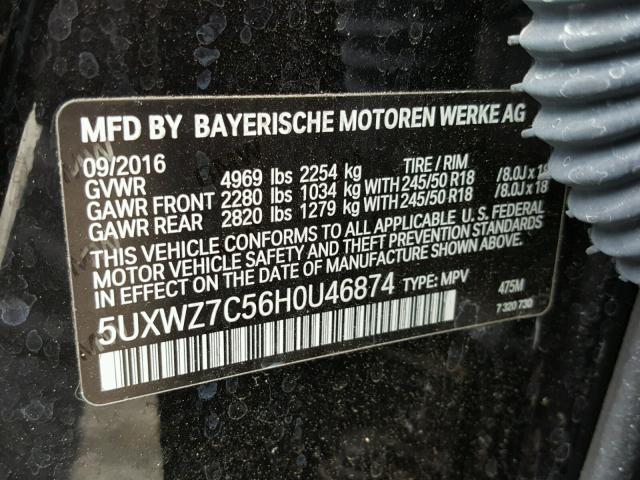 MFD BY BAYERISCHE MOTOREN WERKE AG
09/2016 TIRE / RIM
GVWR 4969 lbs 2254 kg
GAWR FRONT 2280 lbs 1034 kg WITH 245/50 R18 /8.0J x 18
GAWR REAR 2820 lbs 1279 kg WITH 245/50 R18 /8.0J x 18
THIS VEHICLE CONFORMS TO ALL APPLICABLE U.S. FEDERAL
MOTOR VEHICLE SAFETY AND THEFT PREVENTION STANDARDS
IN EFFECT ON THE DATE OF MANUFACTURE SHOWN ABOVE.
5UXWZ7C56H0U46874 TYPE: MPV 475M
7 320 730